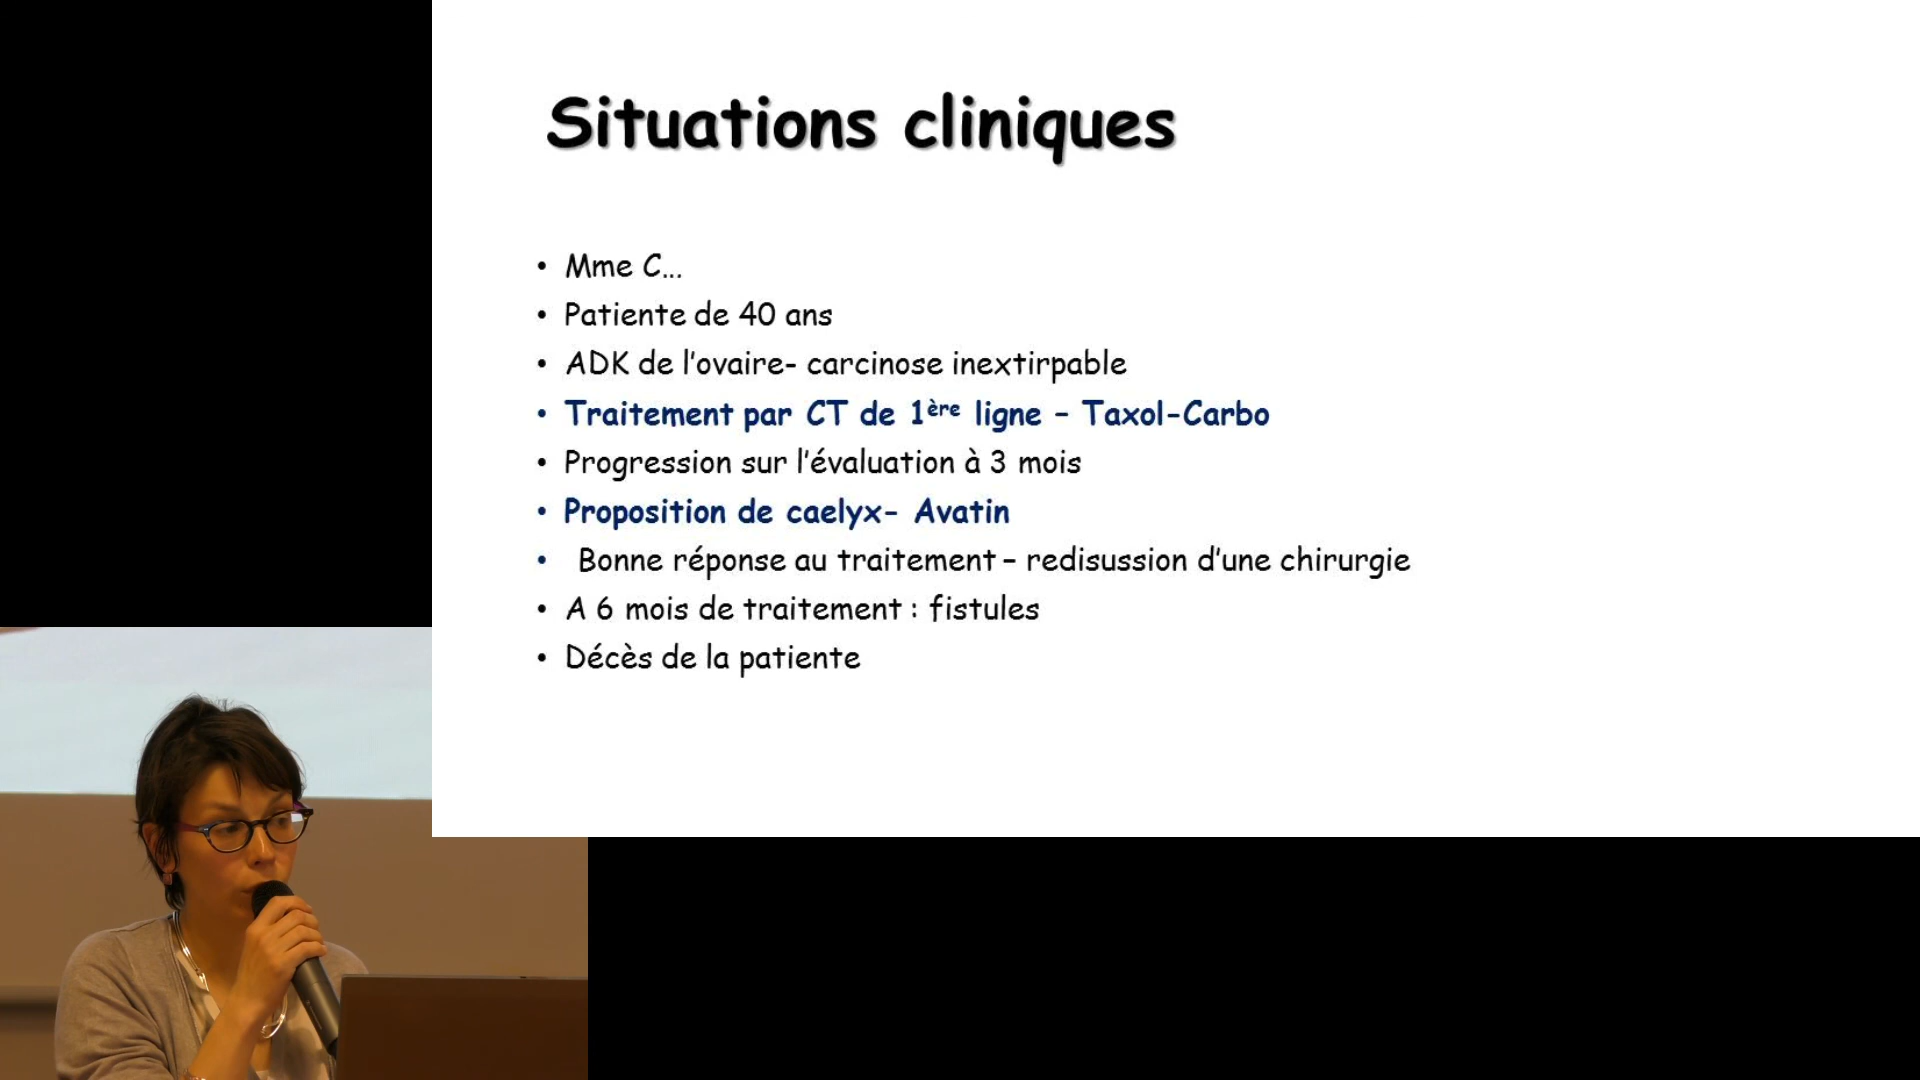 Situations cliniques
• Mme C...
• Patiente de 40 ans
• ADK de l'ovaire- carcinose inextirpable
• Traitement par CT de 1ère ligne – Taxol-Carbo
• Progression sur l'évaluation à 3 mois
• Proposition de caelyx- Avatin
• Bonne réponse au traitement – redisussion d'une chirurgie
• A 6 mois de traitement : fistules
• Décès de la patiente